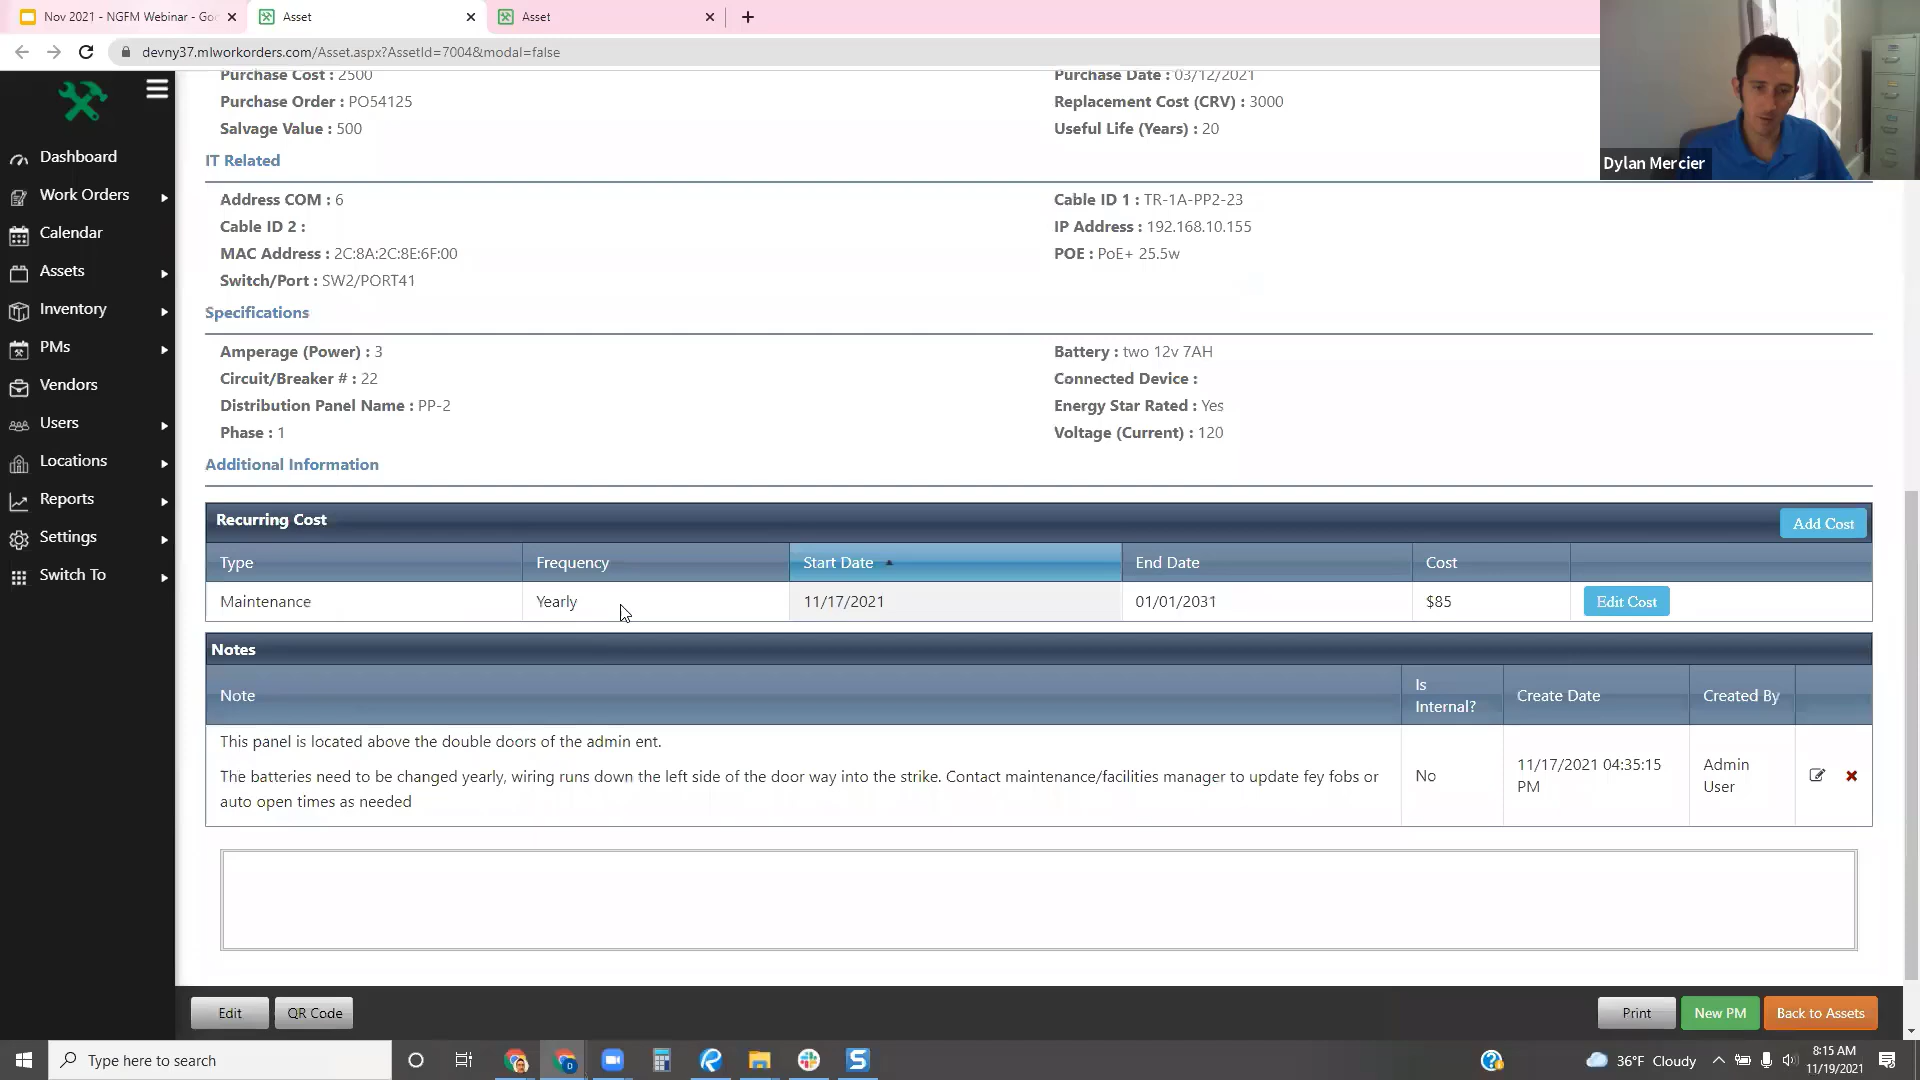 Nov 2021 - NGFM Webinar - Goo
Asset
Asset
devny37.mlworkorders.com/Asset.aspx?AssetId=7004&modal=false
Dylan Mercier
Dashboard
Work Orders
Calendar
Assets
Inventory
PMs
Vendors
Users
Locations
Reports
Settings
Switch To
Purchase Cost : 2500
Purchase Date : 03/12/2021
Purchase Order : PO54125
Replacement Cost (CRV) : 3000
Salvage Value : 500
Useful Life (Years) : 20
IT Related
Address COM : 6
Cable ID 1 : TR-1A-PP2-23
Cable ID 2 :
IP Address : 192.168.10.155
MAC Address : 2C:8A:2C:8E:6F:00
POE : PoE+ 25.5w
Switch/Port : SW2/PORT41
Specifications
Amperage (Power) : 3
Battery : two 12v 7AH
Circuit/Breaker # : 22
Connected Device :
Distribution Panel Name : PP-2
Energy Star Rated : Yes
Phase : 1
Voltage (Current) : 120
Additional Information
Recurring Cost
Add Cost
Type Frequency Start Date End Date Cost
Maintenance Yearly 11/17/2021 01/01/2031 $85 Edit Cost
Notes
Note Is Internal? Create Date Created By
This panel is located above the double doors of the admin ent.
The batteries need to be changed yearly, wiring runs down the left side of the door way into the strike. Contact maintenance/facilities manager to update fey fobs or
auto open times as needed
No
11/17/2021 04:35:15
PM
Admin
User
Edit
QR Code
Print
New PM
Back to Assets
Type here to search
36°F Cloudy
8:15 AM
11/19/2021